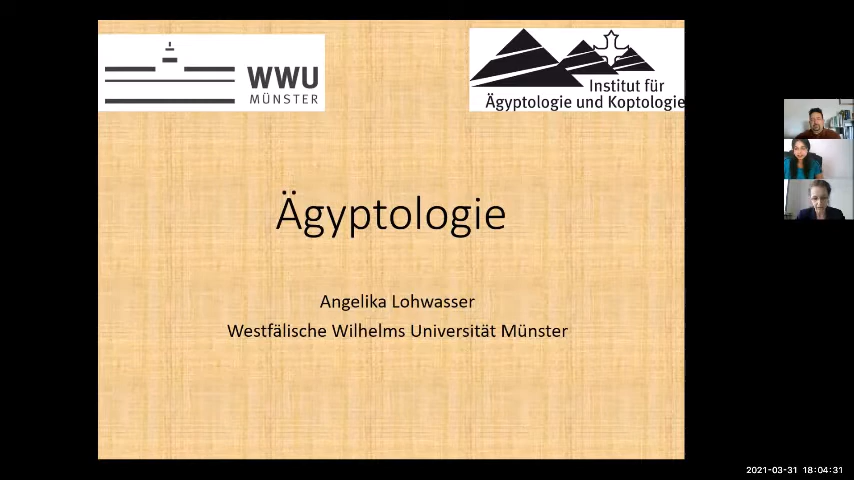 WWU
MÜNSTER
Institut für
Ägyptologie und Koptologie
Ägyptologie
Angelika Lohwasser
Westfälische Wilhelms Universität Münster
2021-03-31 18:04:31